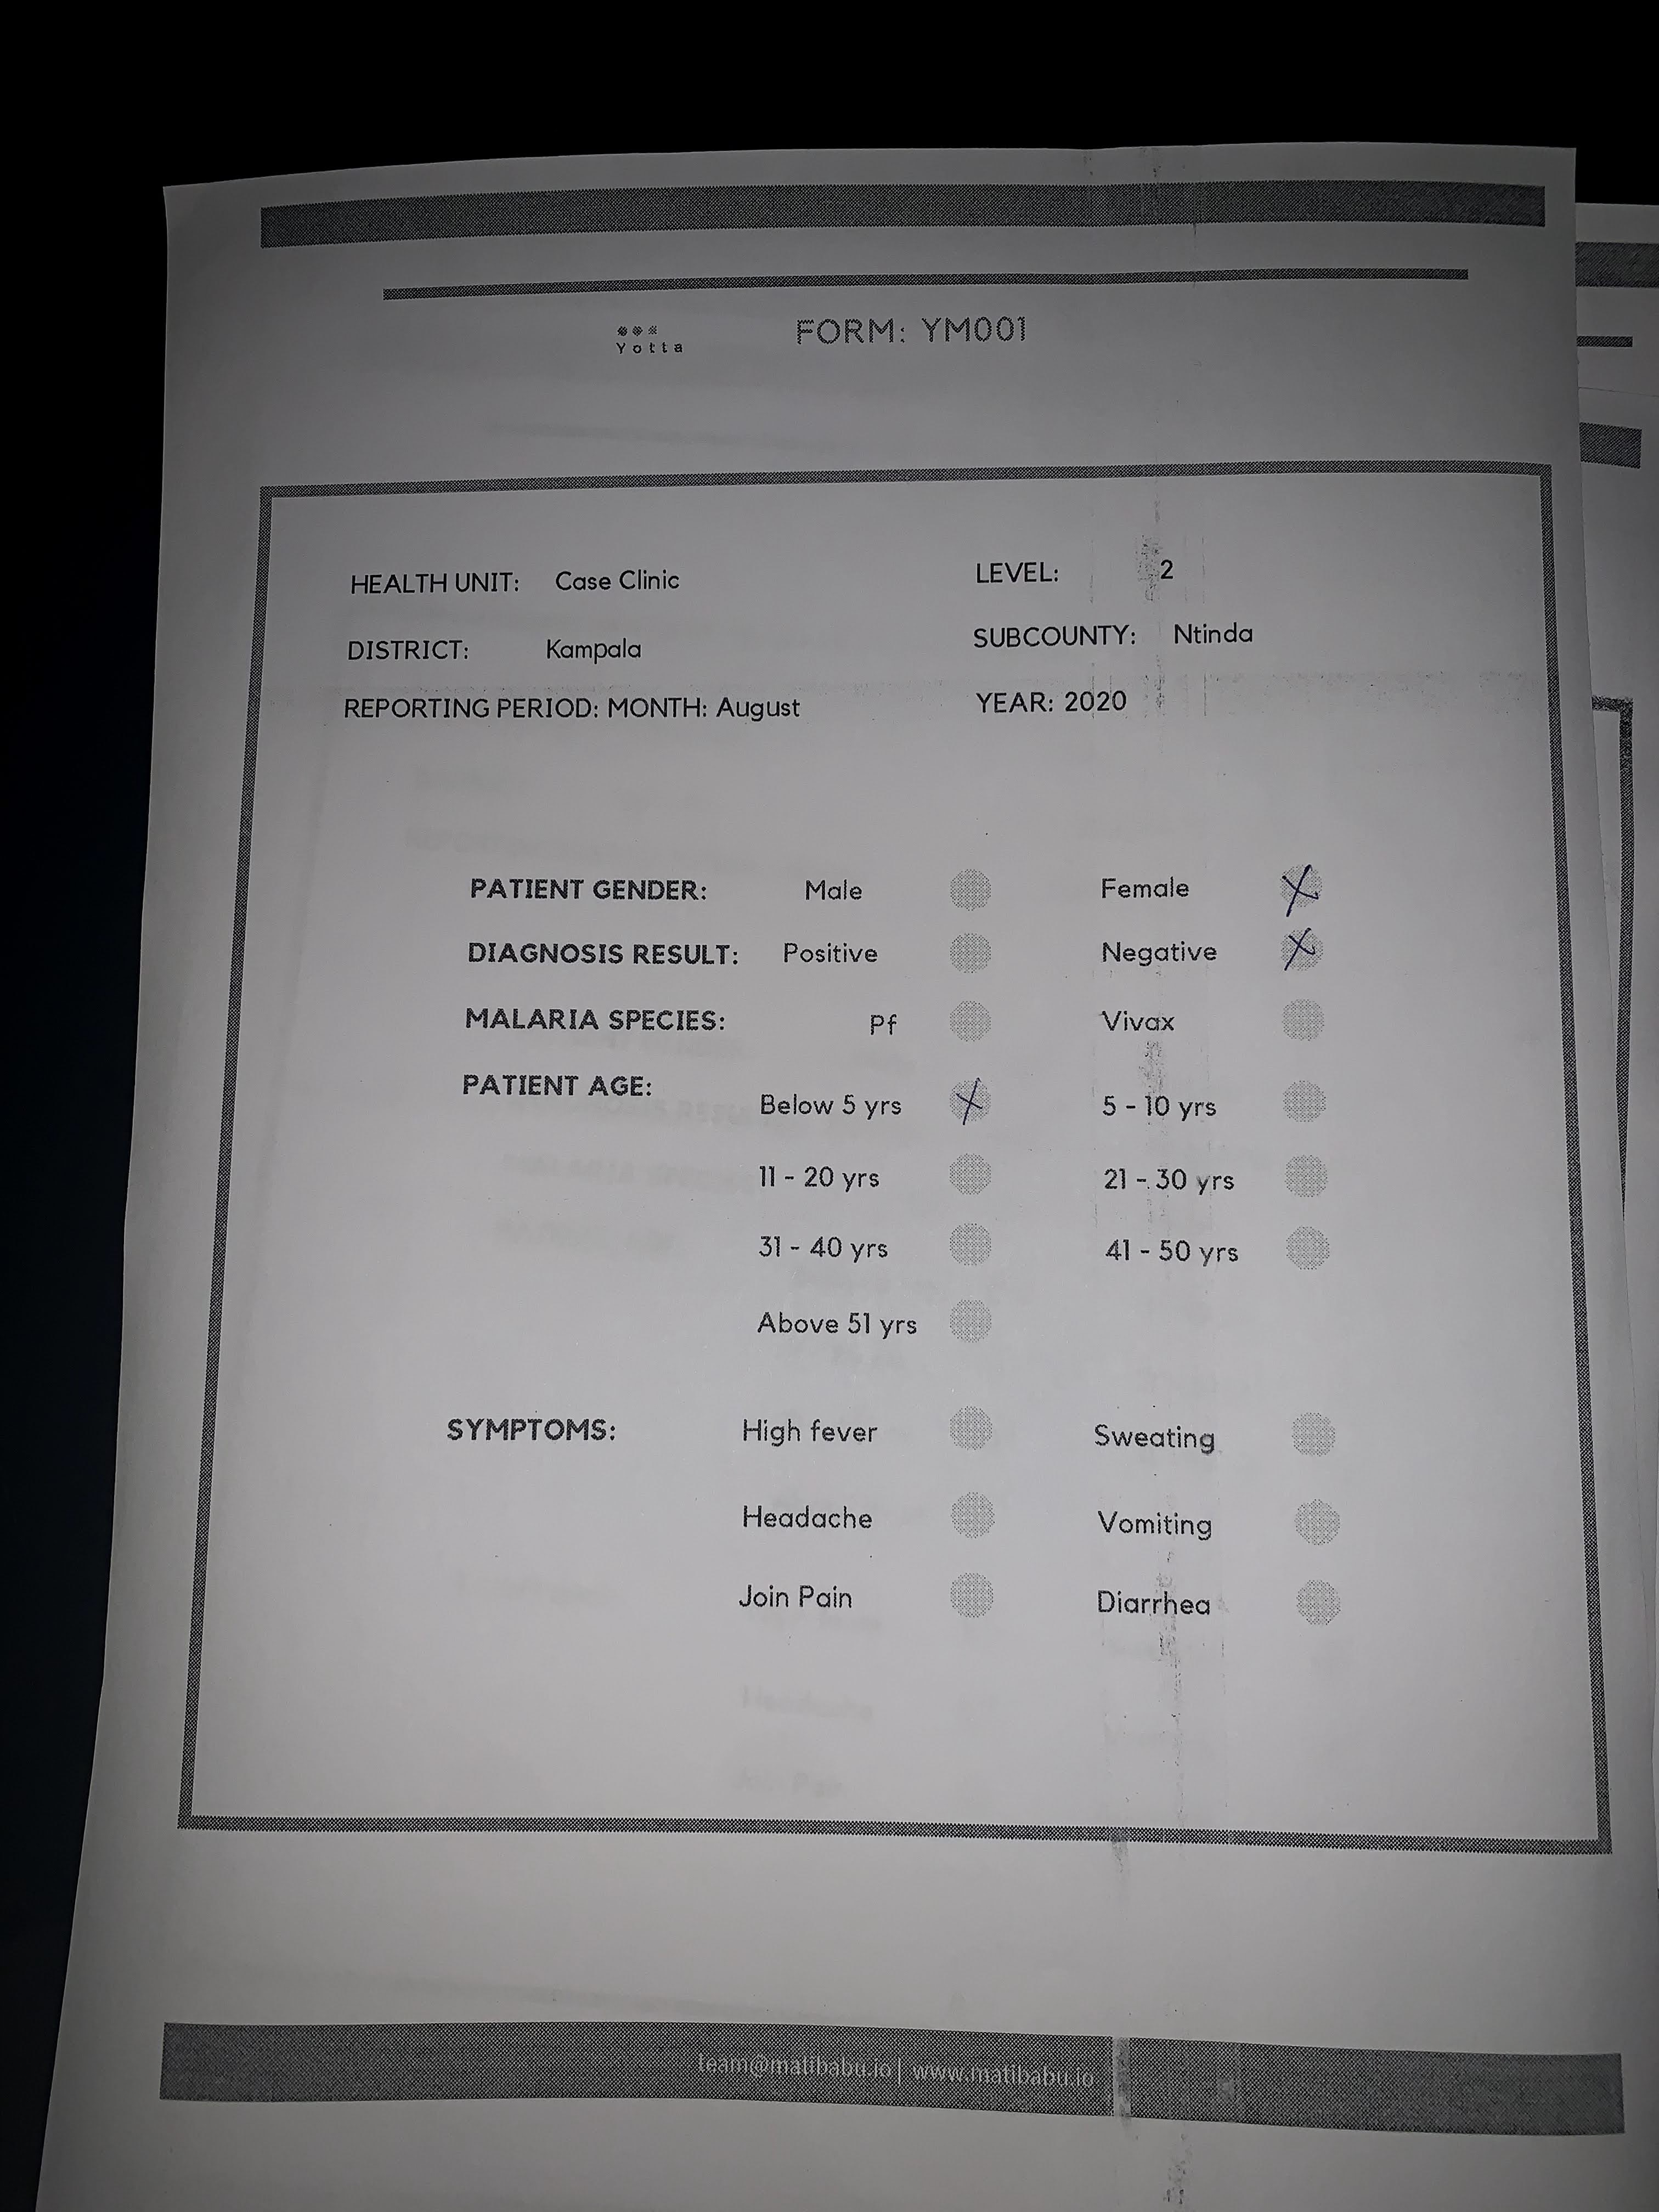 Yotta
FORM: YM001
HEALTH UNIT: Case Clinic LEVEL: 2
DISTRICT: Kampala SUBCOUNTY: Ntinda
REPORTING PERIOD: MONTH: August YEAR: 2020
PATIENT GENDER: Male Female X
DIAGNOSIS RESULT: Positive Negative X
MALARIA SPECIES: Pf Vivax
PATIENT AGE:
Below 5 yrs X 5 - 10 yrs
11 - 20 yrs 21 - 30 yrs
31 - 40 yrs 41 - 50 yrs
Above 51 yrs
SYMPTOMS: High fever Sweating
Headache Vomiting
Join Pain Diarrhea
team@matibabu.io | www.matibabu.io